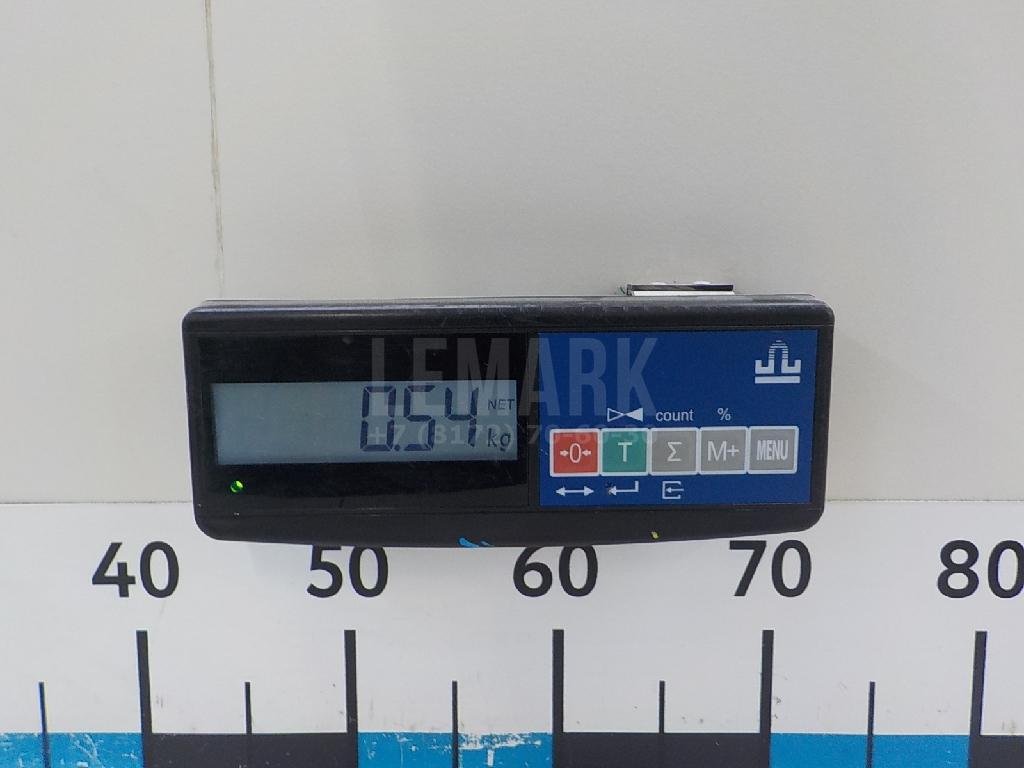 LEMARK
0.54 NET
kg
count %
→0← T Σ M+ MENU
40 50 60 70 80